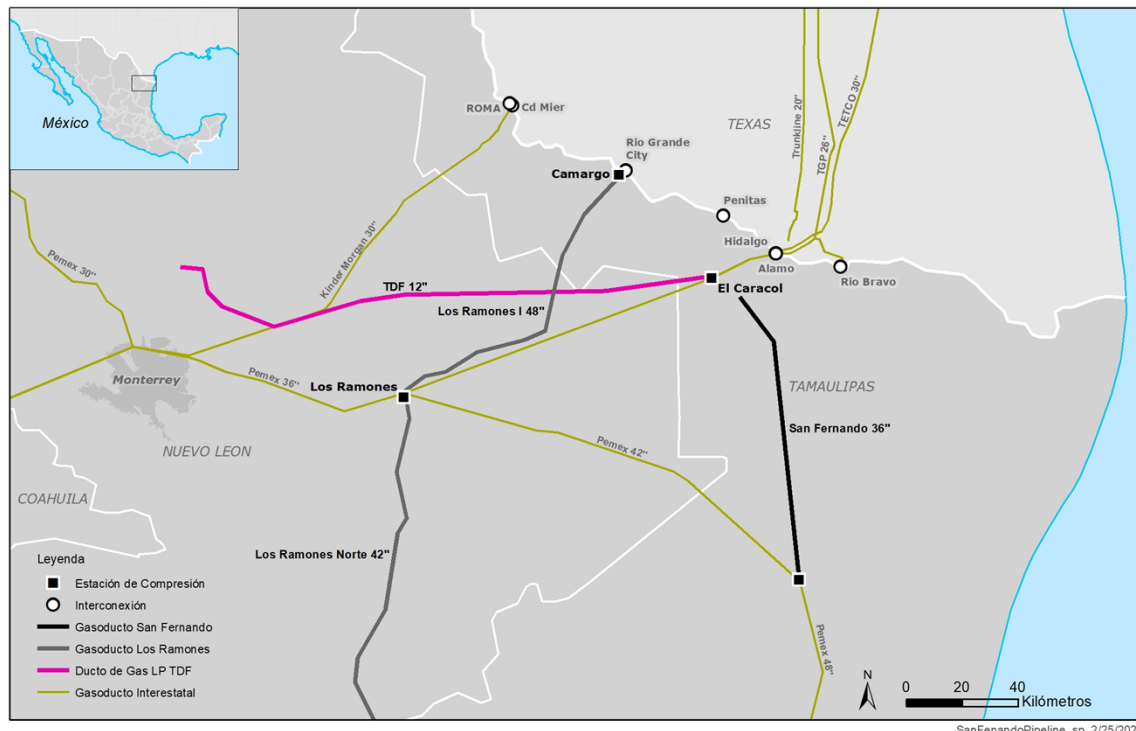 México
ROMA
Cd Mier
TEXAS
Trunkline 20"
TGP 26"
TETCO 30"
Rio Grande
City
Camargo
Penitas
Hidalgo
Alamo
Rio Bravo
Pemex 30"
Kinder Morgan 30"
TDF 12"
El Caracol
Los Ramones I 48"
Monterrey
Pemex 36"
Los Ramones
TAMAULIPAS
San Fernando 36"
NUEVO LEON
Pemex 42"
COAHUILA
Los Ramones Norte 42"
Pemex 48"
Leyenda
Estación de Compresión
Interconexión
Gasoducto San Fernando
Gasoducto Los Ramones
Ducto de Gas LP TDF
Gasoducto Interestatal
N
0 20 40
Kilómetros